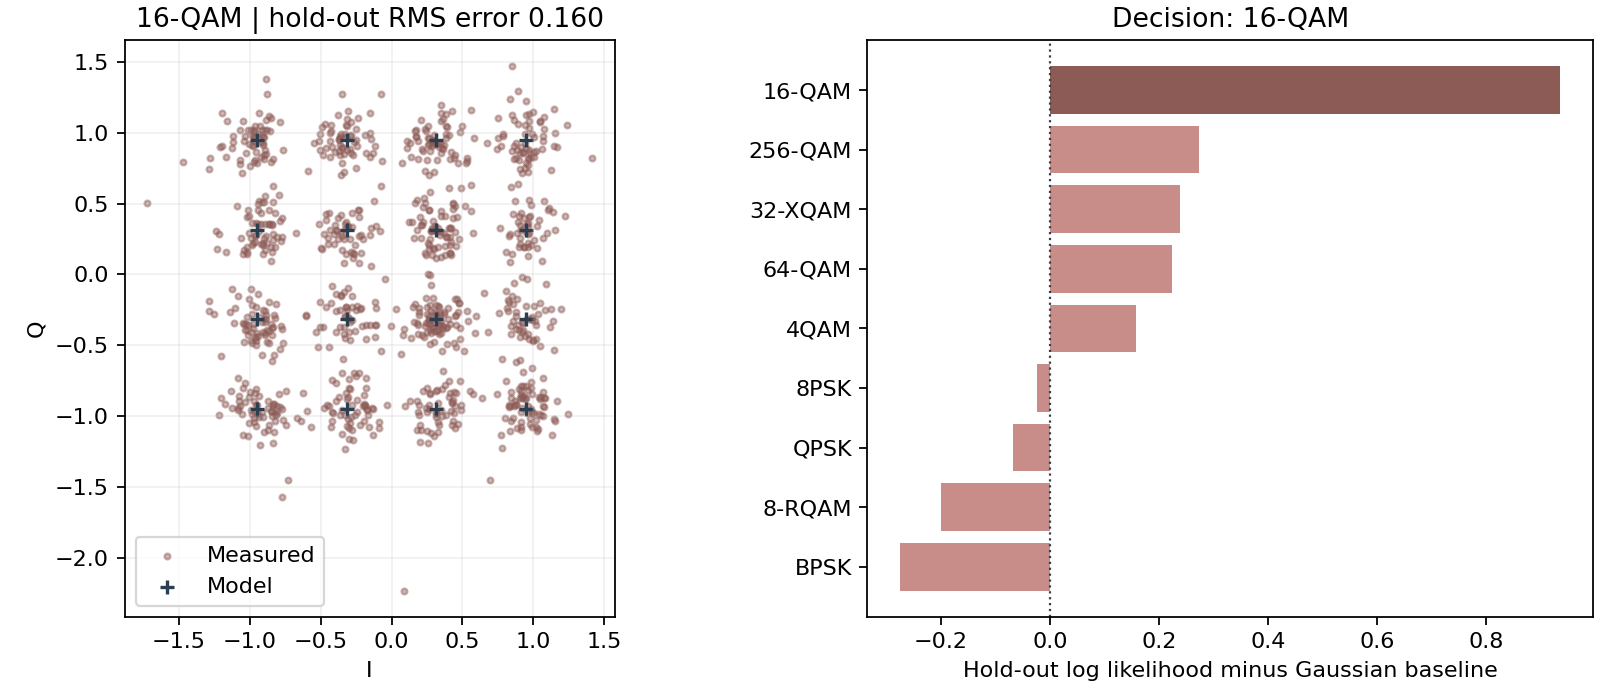 16-QAM | hold-out RMS error 0.160
1.5
1.0
0.5
0.0
−0.5
−1.0
−1.5
−2.0
Q
Measured
Model
−1.5
−1.0
−0.5
0.0
0.5
1.0
1.5
I
Decision: 16-QAM
16-QAM
256-QAM
32-XQAM
64-QAM
4QAM
8PSK
QPSK
8-RQAM
BPSK
−0.2
0.0
0.2
0.4
0.6
0.8
Hold-out log likelihood minus Gaussian baseline